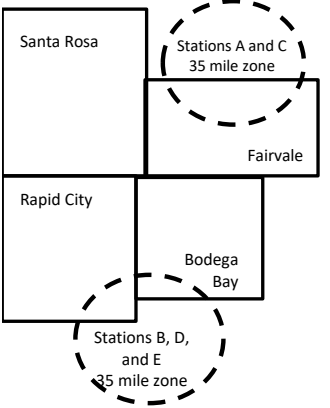 Santa Rosa
Stations A and C
35 mile zone
Fairvale
Rapid City
Bodega
Bay
Stations B, D,
and E
35 mile zone